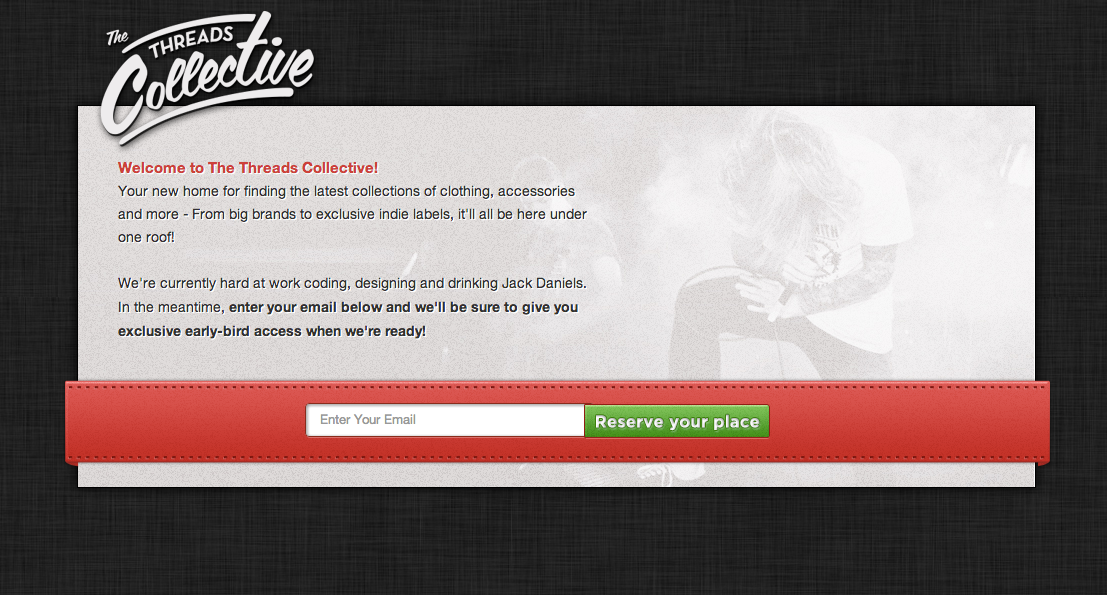 The
THREADS
Collective
Welcome to The Threads Collective!
Your new home for finding the latest collections of clothing, accessories
and more - From big brands to exclusive indie labels, it'll all be here under
one roof!
We're currently hard at work coding, designing and drinking Jack Daniels.
In the meantime, enter your email below and we'll be sure to give you
exclusive early-bird access when we're ready!
Enter Your Email
Reserve your place